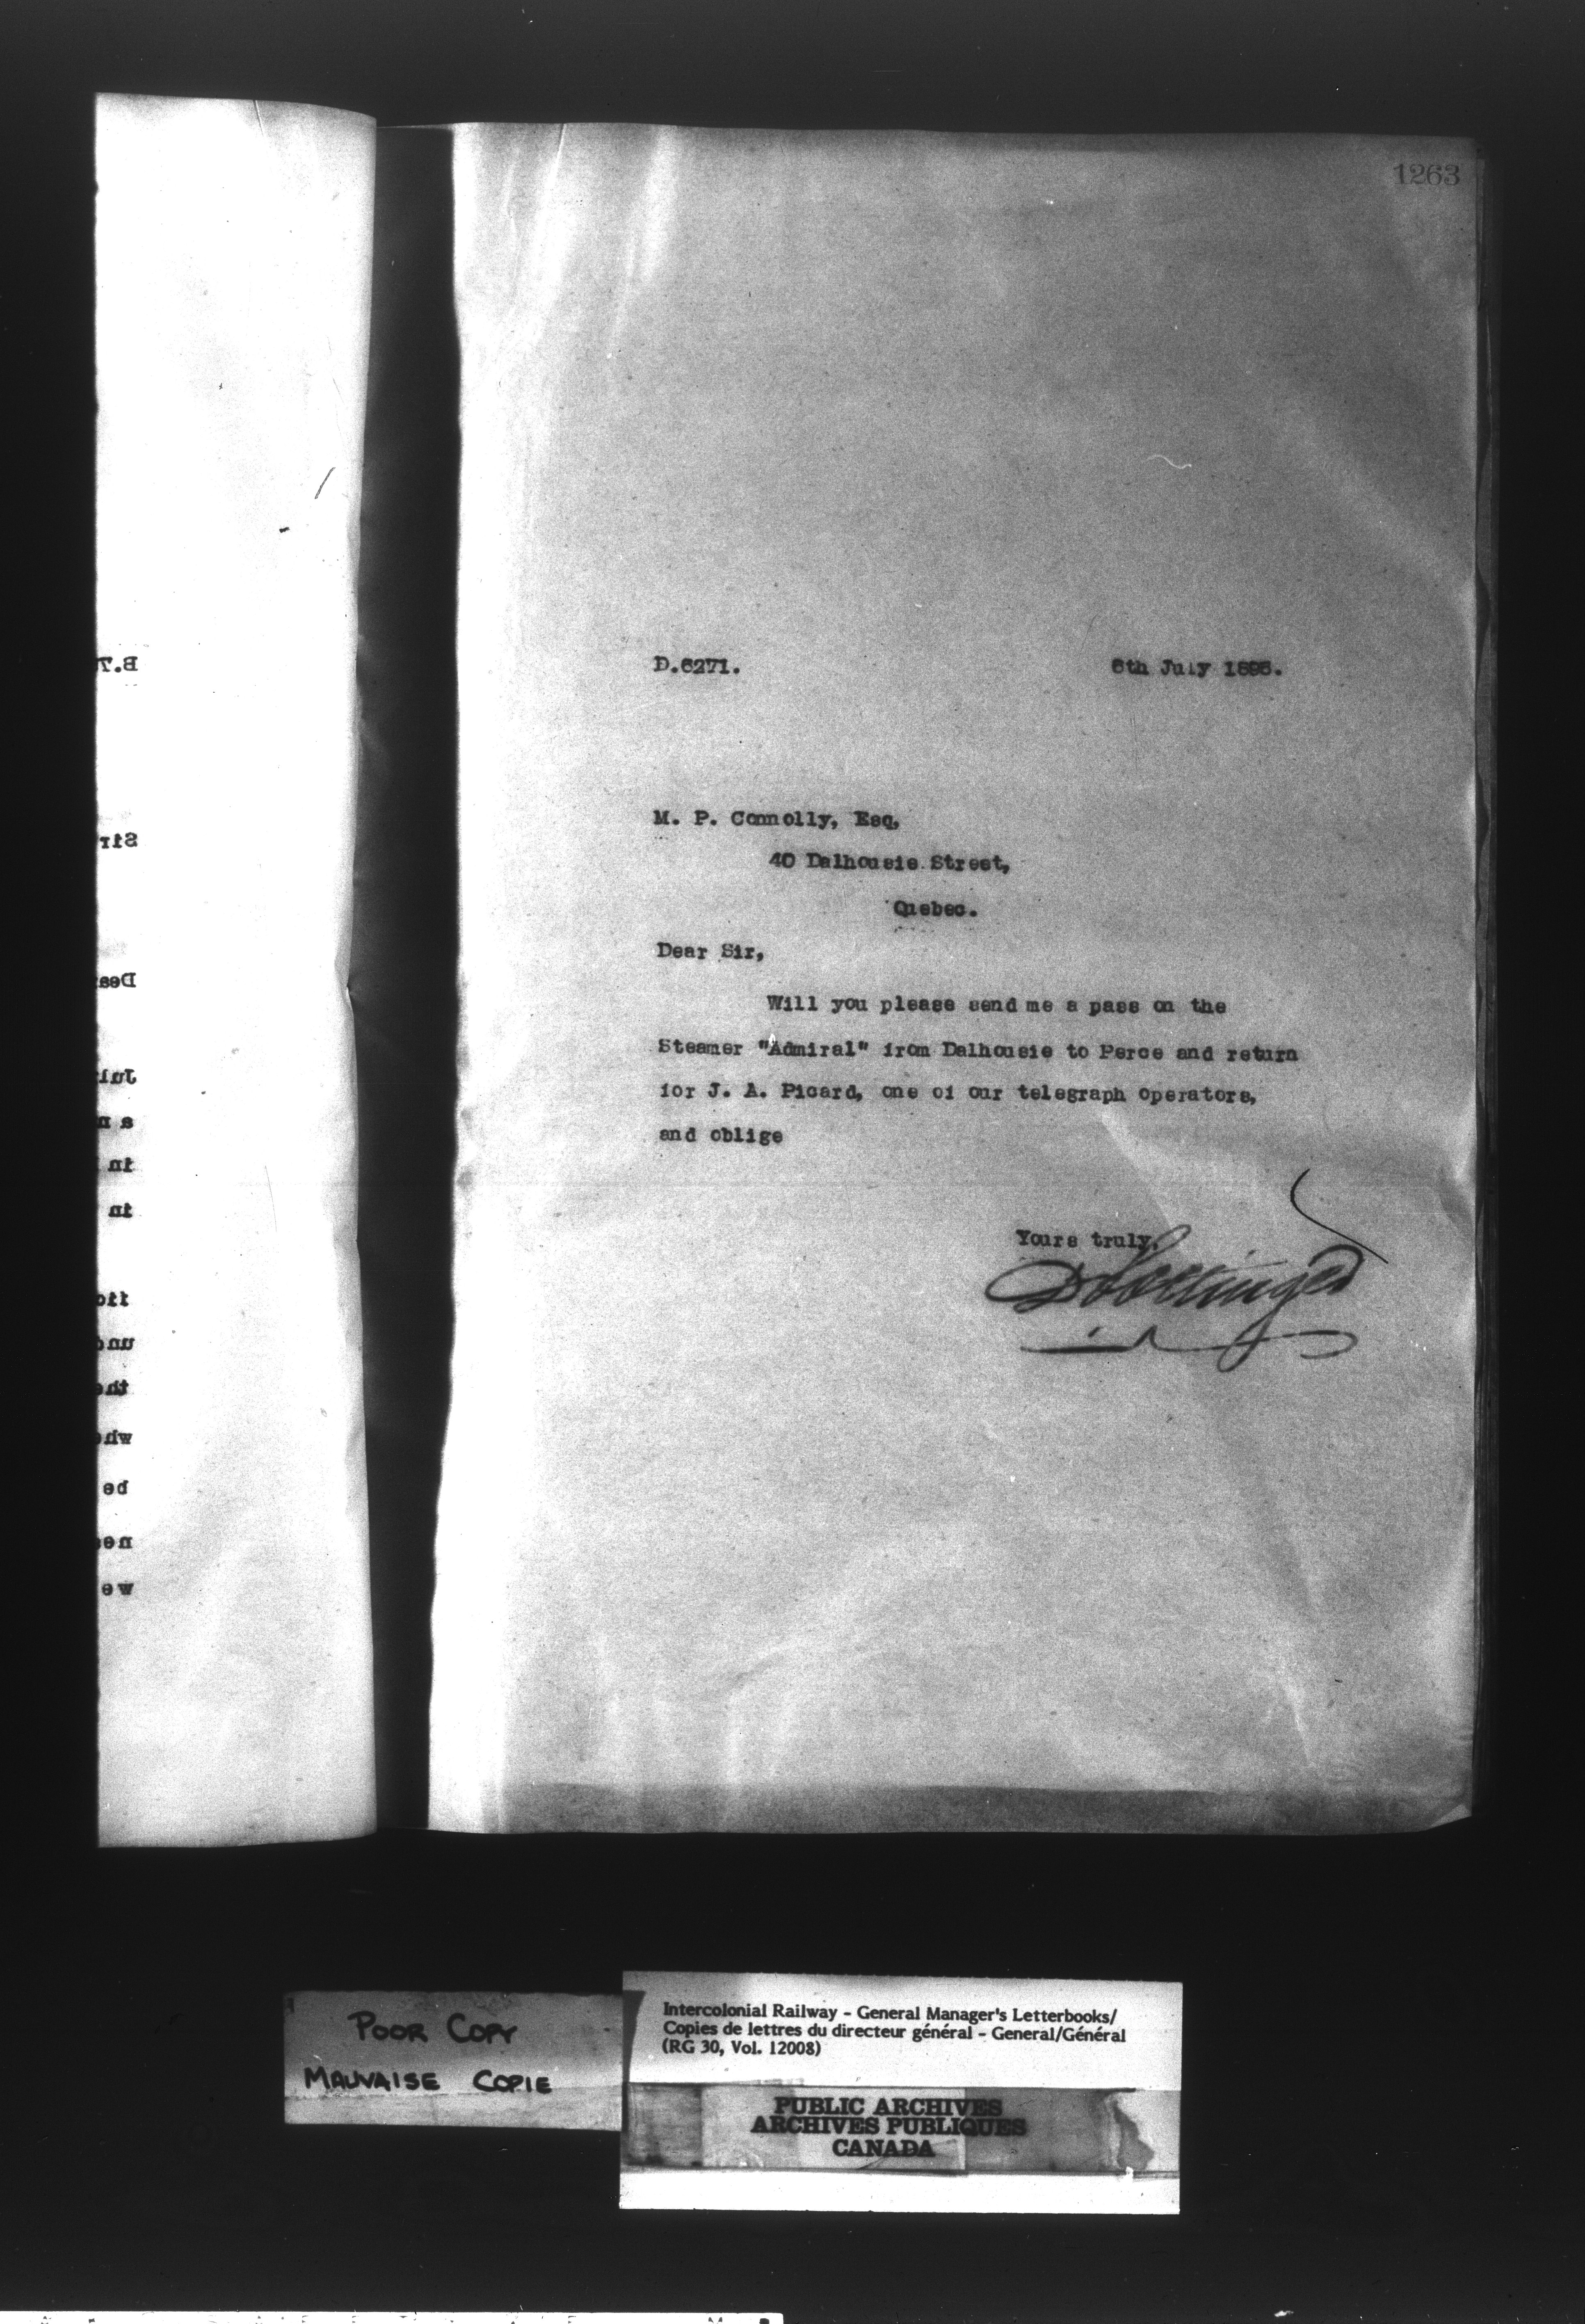 1263
D.6271.
6th July 1895.
M. P. Connolly, Esq,
40 Dalhousie Street,
Quebec.
Dear Sir,
Will you please send me a pass on the
Steamer "Admiral" from Dalhousie to Perce and return
for J. A. Picard, one of our telegraph operators,
and oblige
Yours truly,
D Pottinger
POOR COPY
MAUVAISE COPIE
Intercolonial Railway - General Manager's Letterbooks/
Copies de lettres du directeur général - General/Général
(RG 30, Vol. 12008)
PUBLIC ARCHIVES
ARCHIVES PUBLIQUES
CANADA